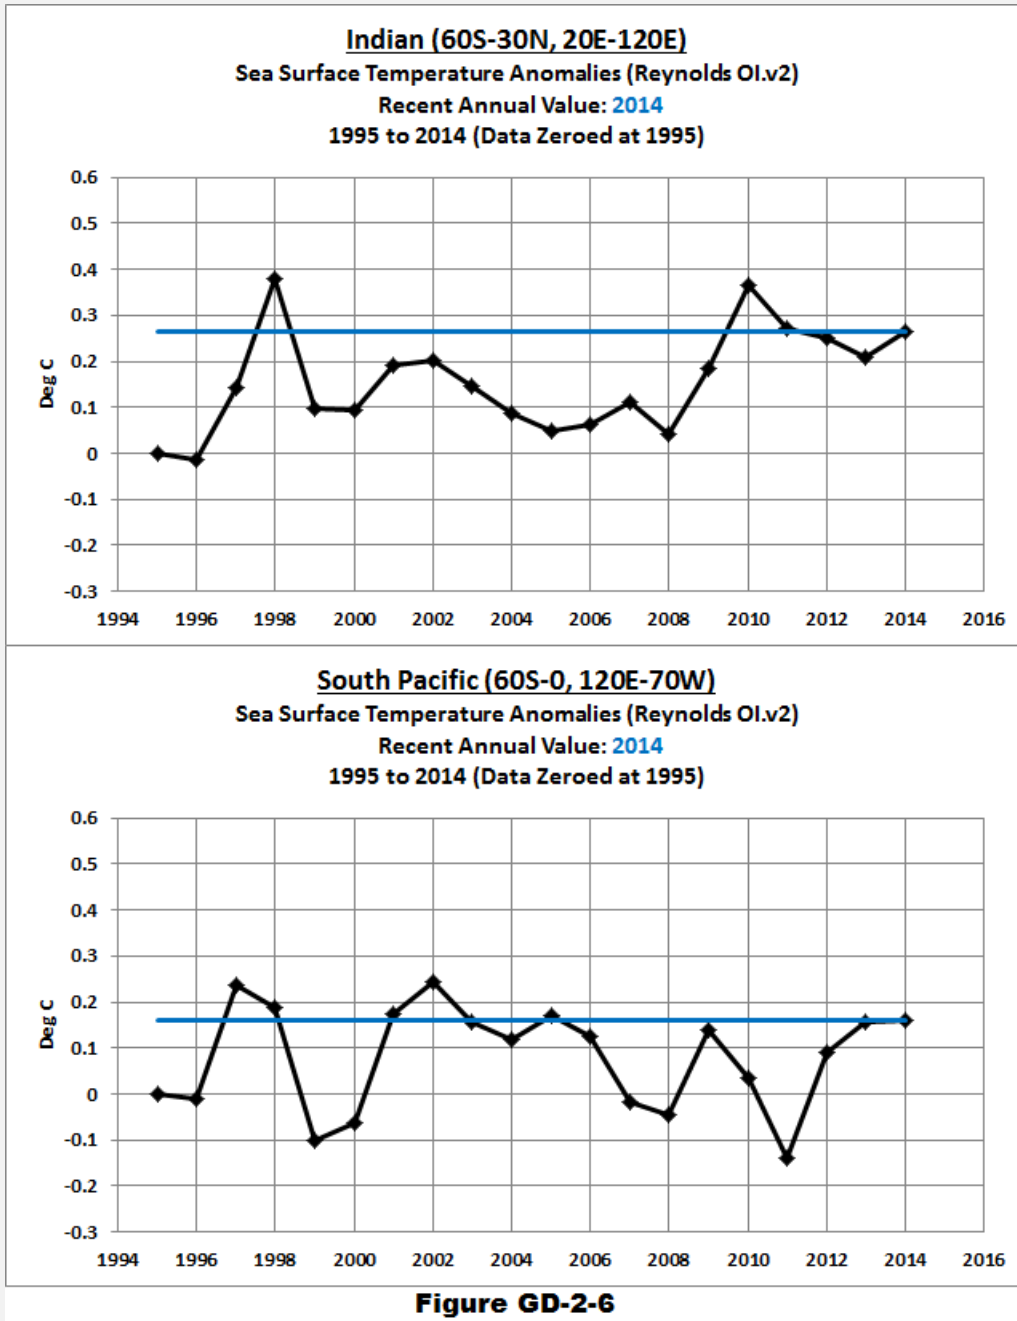 Indian (60S-30N, 20E-120E)
Sea Surface Temperature Anomalies (Reynolds OI.v2)
Recent Annual Value: 2014
1995 to 2014 (Data Zeroed at 1995)
0.6
0.5
0.4
0.3
0.2
0.1
0
-0.1
-0.2
-0.3
Deg C
1994 1996 1998 2000 2002 2004 2006 2008 2010 2012 2014 2016
South Pacific (60S-0, 120E-70W)
Sea Surface Temperature Anomalies (Reynolds OI.v2)
Recent Annual Value: 2014
1995 to 2014 (Data Zeroed at 1995)
0.6
0.5
0.4
0.3
0.2
0.1
0
-0.1
-0.2
-0.3
Deg C
1994 1996 1998 2000 2002 2004 2006 2008 2010 2012 2014 2016
Figure GD-2-6